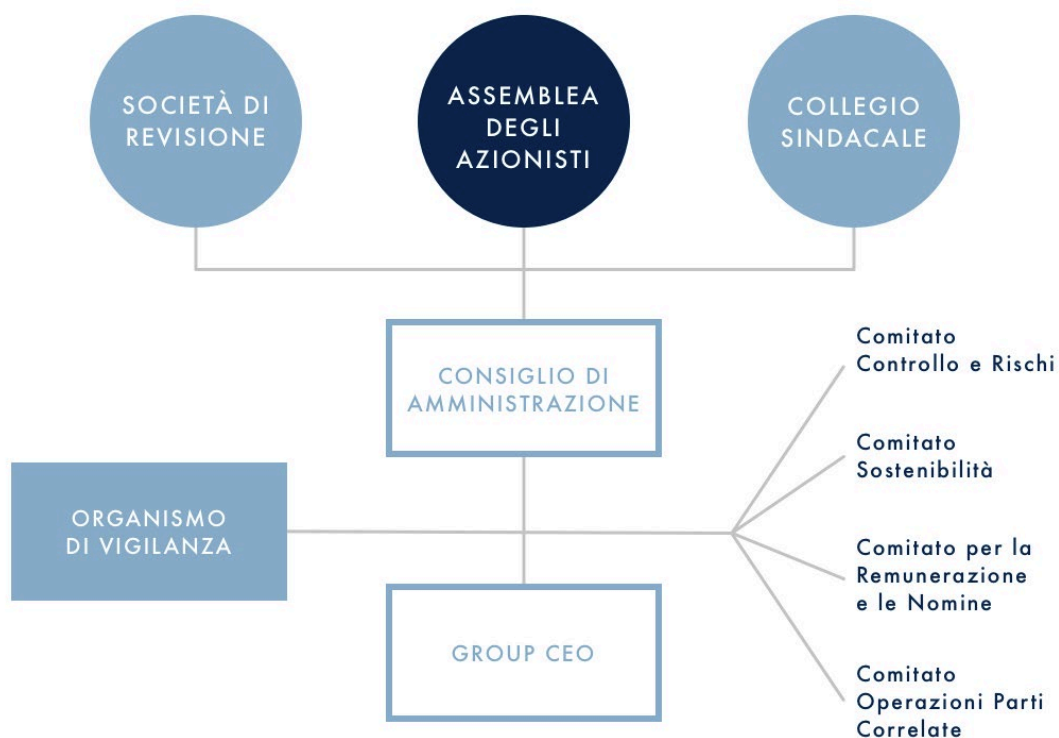 SOCIETÀ DI
REVISIONE
ASSEMBLEA
DEGLI
AZIONISTI
COLLEGIO
SINDACALE
CONSIGLIO DI
AMMINISTRAZIONE
Comitato
Controllo e Rischi
Comitato
Sostenibilità
ORGANISMO
DI VIGILANZA
Comitato per la
Remunerazione
e le Nomine
GROUP CEO
Comitato
Operazioni Parti
Correlate